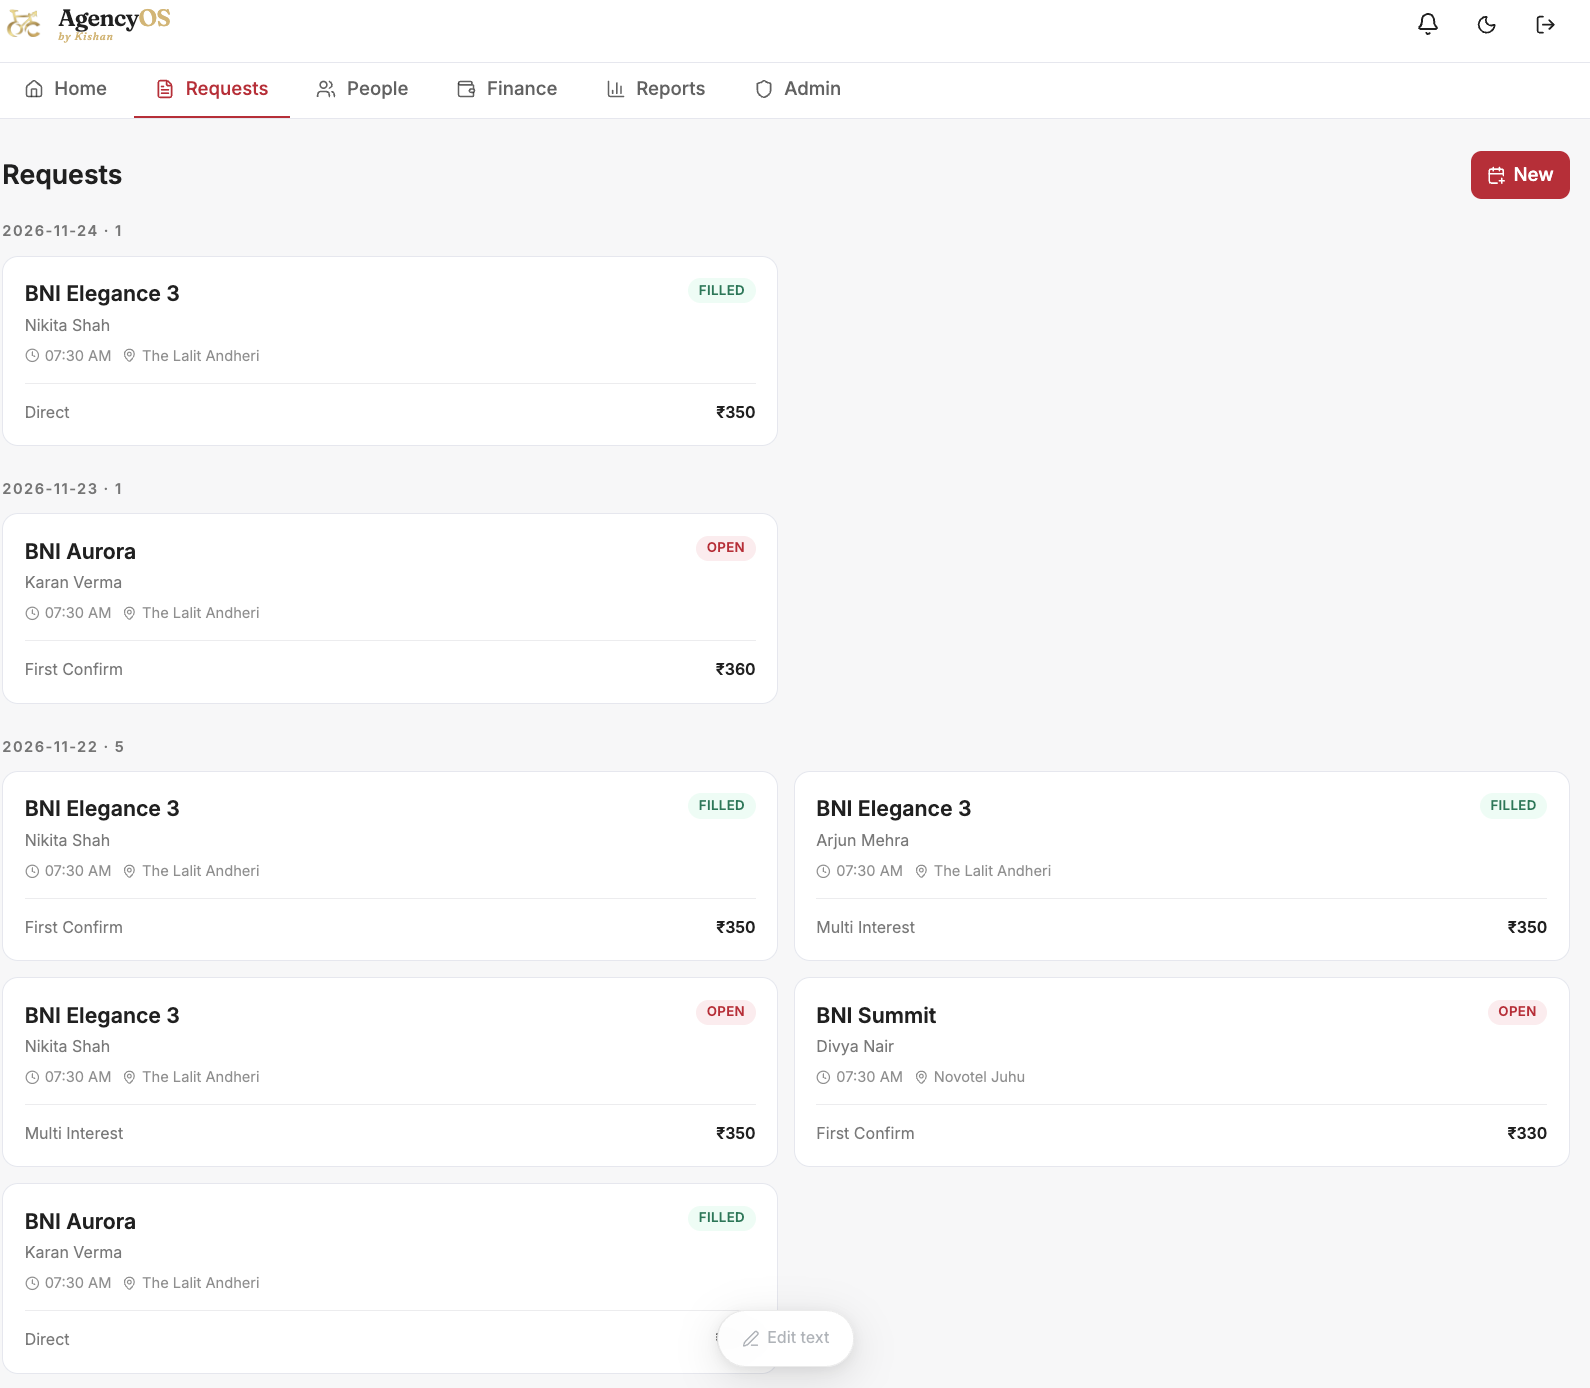 AgencyOS
by Kishan
Home
Requests
People
Finance
Reports
Admin
Requests
New
2026-11-24 · 1
BNI Elegance 3
FILLED
Nikita Shah
07:30 AM The Lalit Andheri
Direct
₹350
2026-11-23 · 1
BNI Aurora
OPEN
Karan Verma
07:30 AM The Lalit Andheri
First Confirm
₹360
2026-11-22 · 5
BNI Elegance 3
FILLED
Nikita Shah
07:30 AM The Lalit Andheri
First Confirm
₹350
BNI Elegance 3
FILLED
Arjun Mehra
07:30 AM The Lalit Andheri
Multi Interest
₹350
BNI Elegance 3
OPEN
Nikita Shah
07:30 AM The Lalit Andheri
Multi Interest
₹350
BNI Summit
OPEN
Divya Nair
07:30 AM Novotel Juhu
First Confirm
₹330
BNI Aurora
FILLED
Karan Verma
07:30 AM The Lalit Andheri
Direct
Edit text